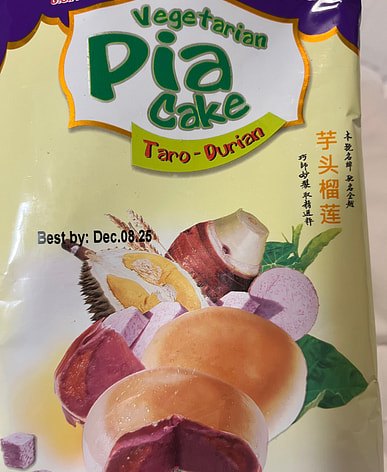 Vegetarian
Pia
Cake
Taro-Durian
芋头榴莲
Best by: Dec.08.25